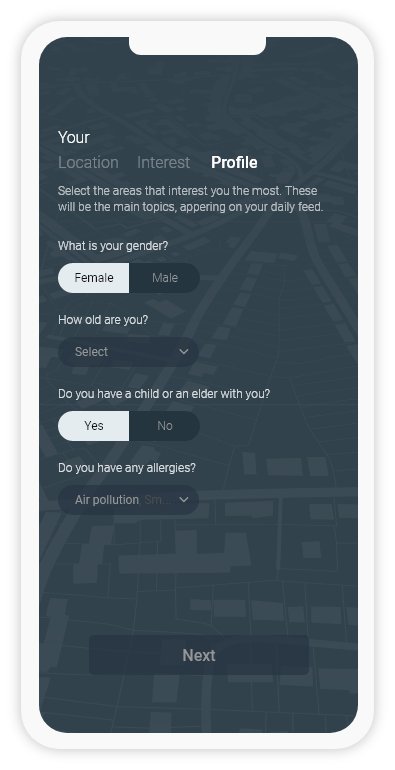 Your
Location Interest Profile
Select the areas that interest you the most. These
will be the main topics, appering on your daily feed.
What is your gender?
Female Male
How old are you?
Select
Do you have a child or an elder with you?
Yes No
Do you have any allergies?
Air pollution Sm...
Next